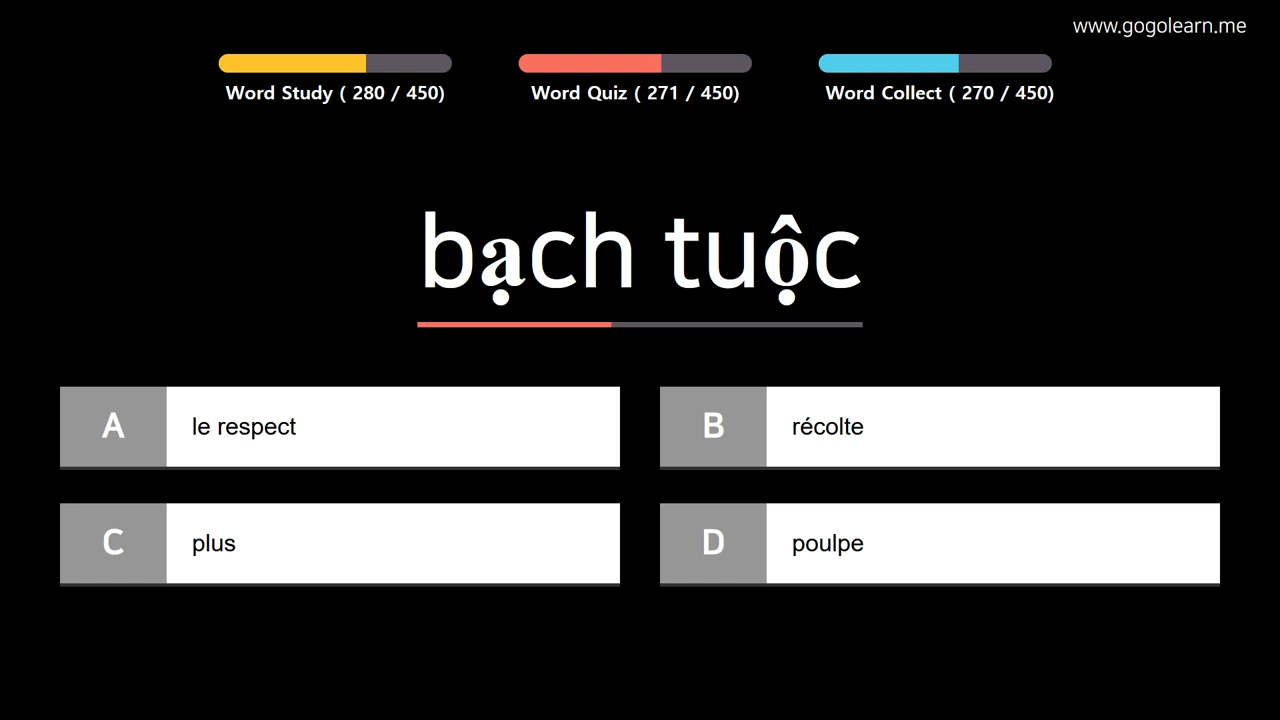 www.gogolearn.me
Word Study ( 280 / 450)
Word Quiz ( 271 / 450)
Word Collect ( 270 / 450)
bạch tuộc
A le respect
B récolte
C plus
D poulpe